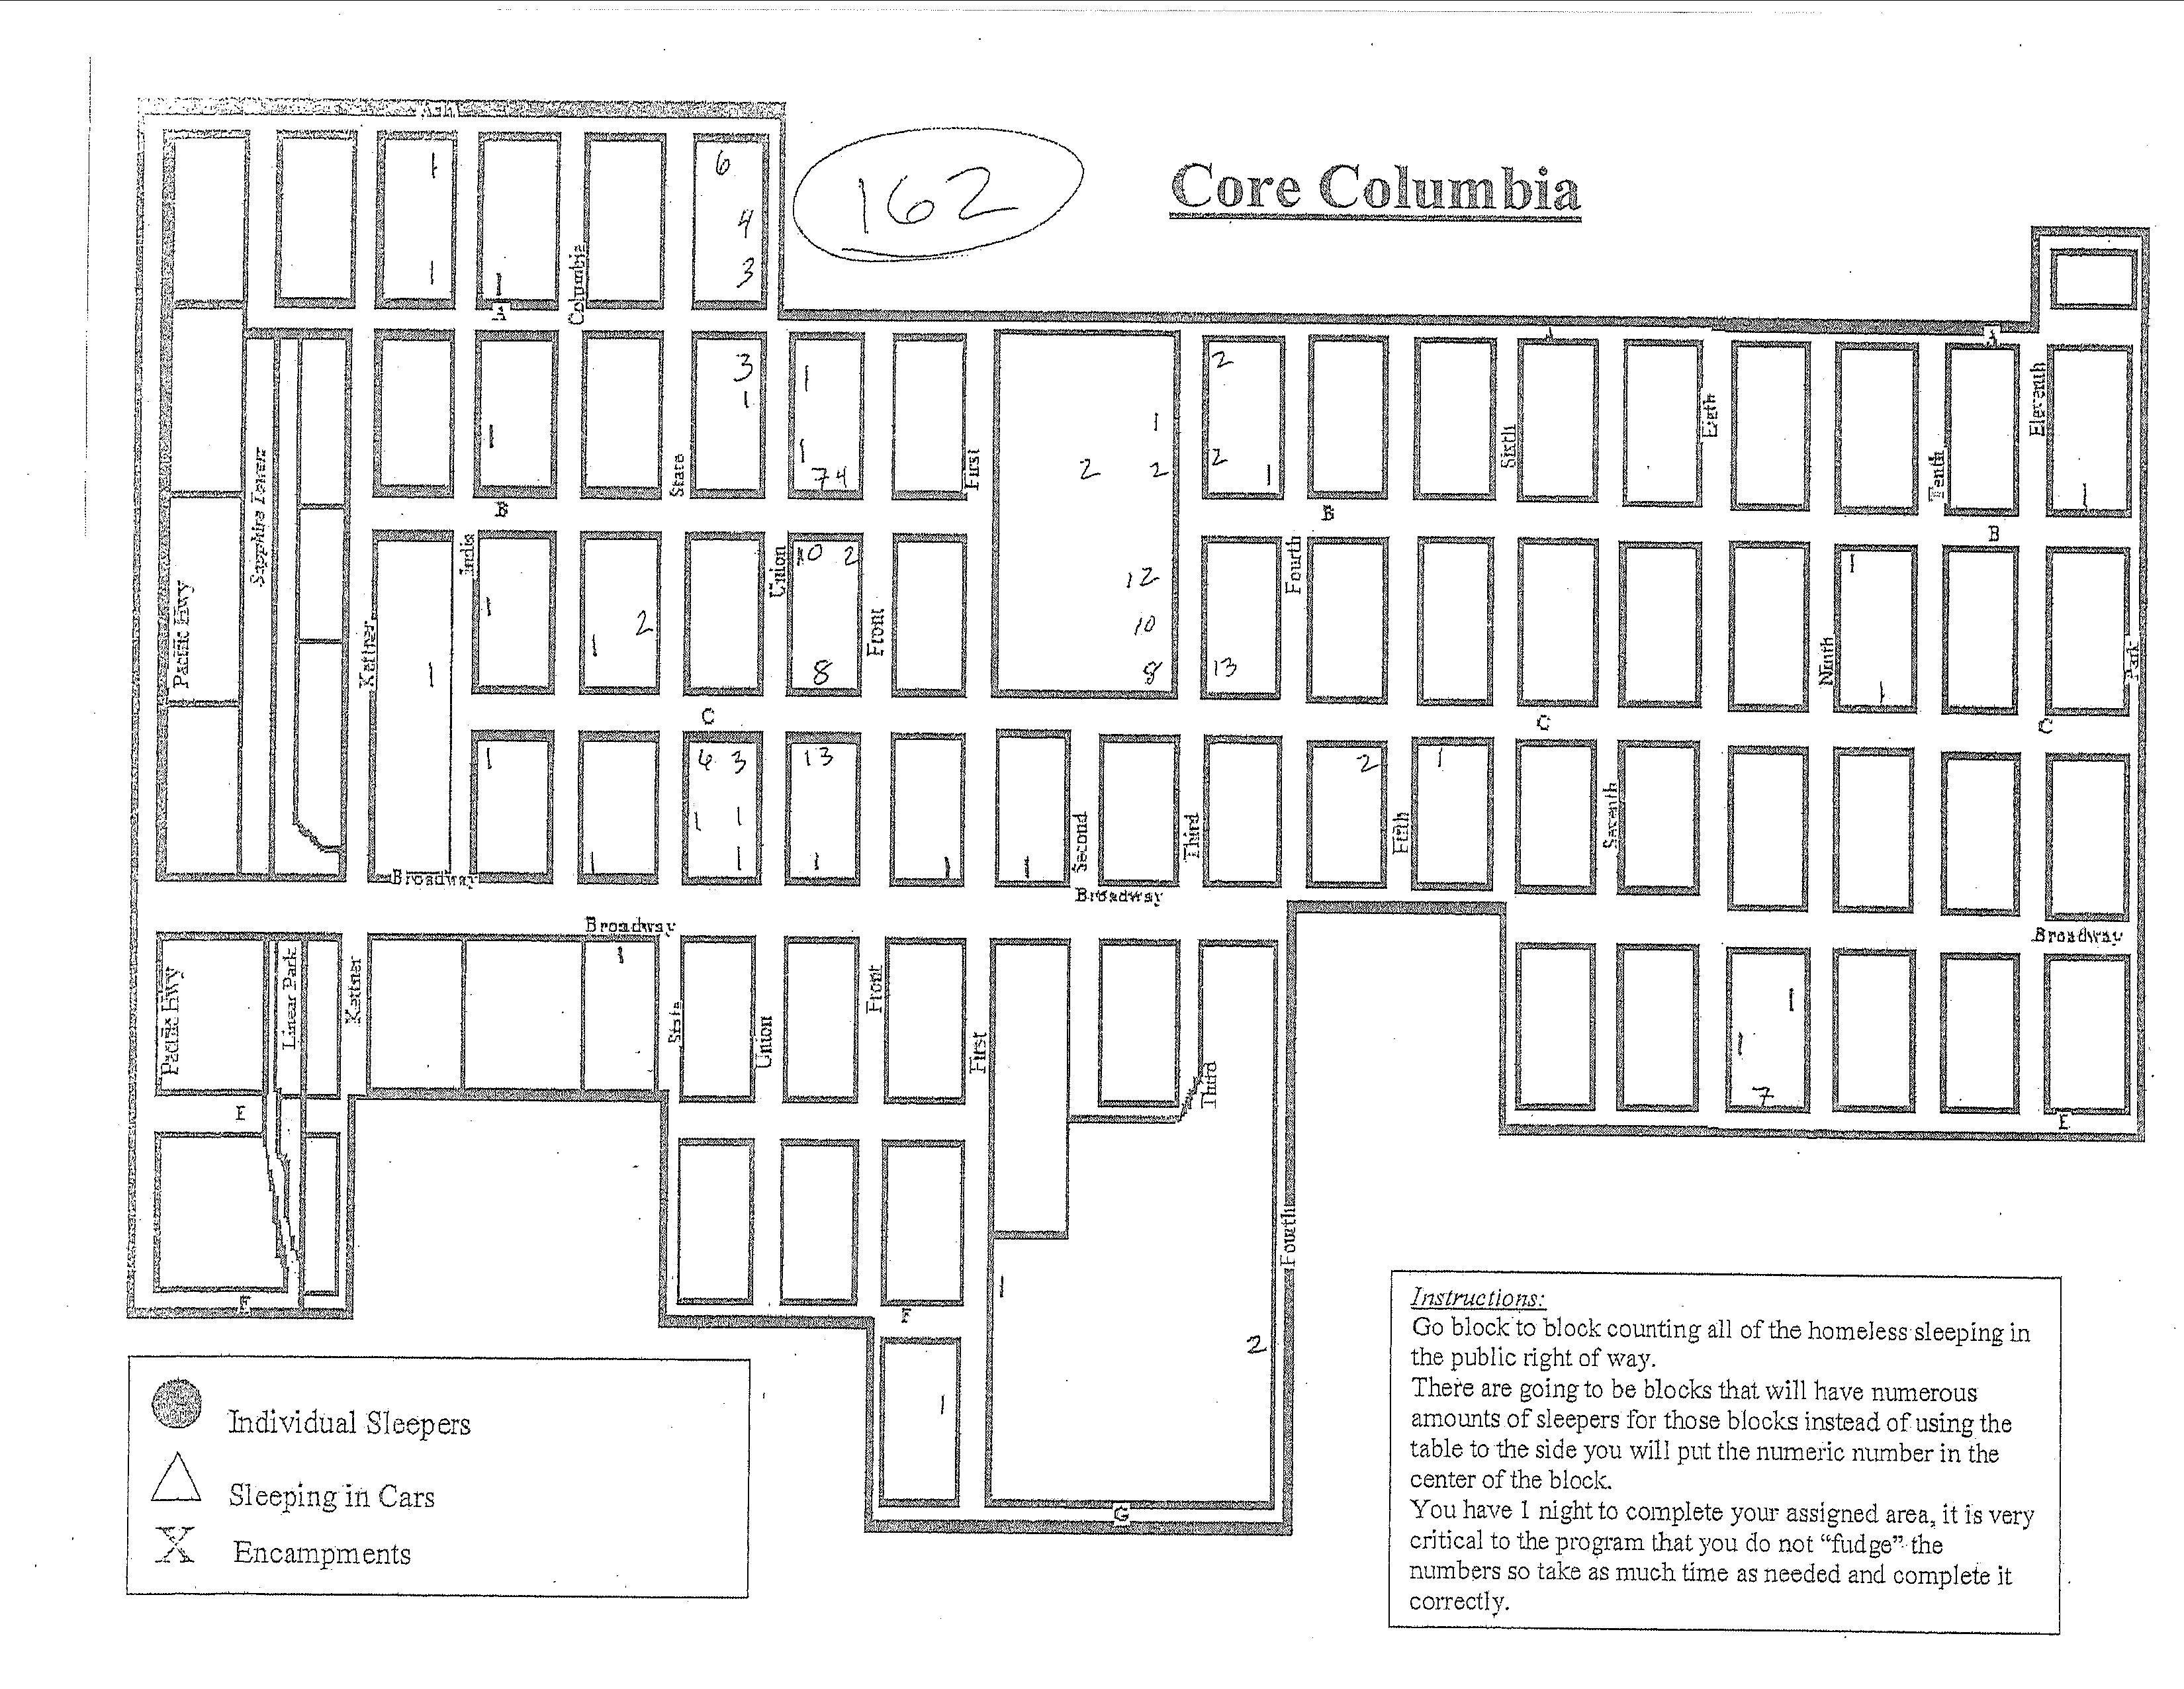 Ash
162
Core Columbia
1
6
4
1
1
3
A
Columbia
A
A
3
1
1
2
1
1
2
2
1
2
1
7 4
2
1
1
Sapphire Tower
State
First
Sixth
Eigth
Tenth
Eleventh
B
B
B
India
Union
10 2
Fourth
1
Pacific Hwy
Kettner
1
1
2
8
Front
12
10
8
13
Ninth
1
Park
1
C
C
C
1
6 3
13
2
1
1
1
1
1
1
1
1
Second
Third
Fifth
Seventh
Broadway
Broadway
Broadway
Broadway
1
Pacific Hwy
Linear Park
Kettner
State
Union
Front
First
Third
1
1
7
E
E
Fourth
F
F
1
2
1
G
Individual Sleepers
Sleeping in Cars
X Encampments
Instructions:
Go block to block counting all of the homeless sleeping in
the public right of way.
There are going to be blocks that will have numerous
amounts of sleepers for those blocks instead of using the
table to the side you will put the numeric number in the
center of the block.
You have 1 night to complete your assigned area, it is very
critical to the program that you do not “fudge” the
numbers so take as much time as needed and complete it
correctly.